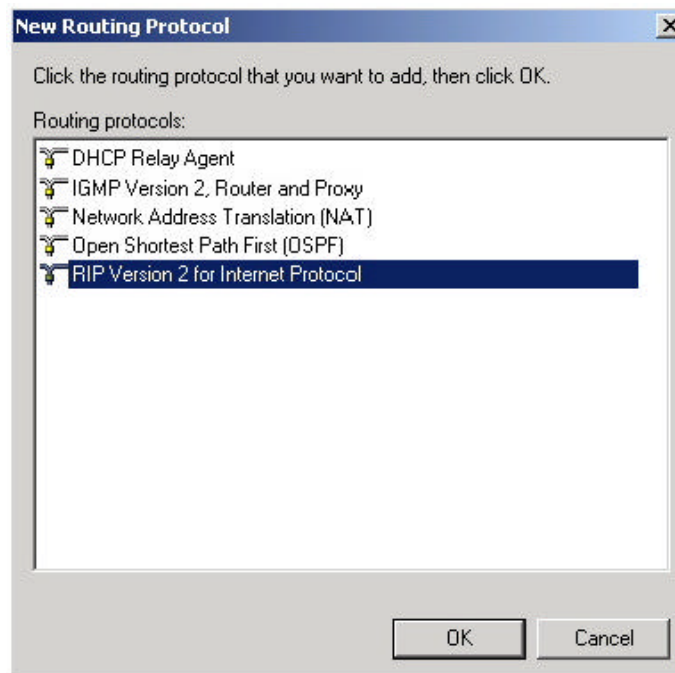 New Routing Protocol
Click the routing protocol that you want to add, then click OK.
Routing protocols:
DHCP Relay Agent
IGMP Version 2, Router and Proxy
Network Address Translation (NAT)
Open Shortest Path First (OSPF)
RIP Version 2 for Internet Protocol
OK
Cancel